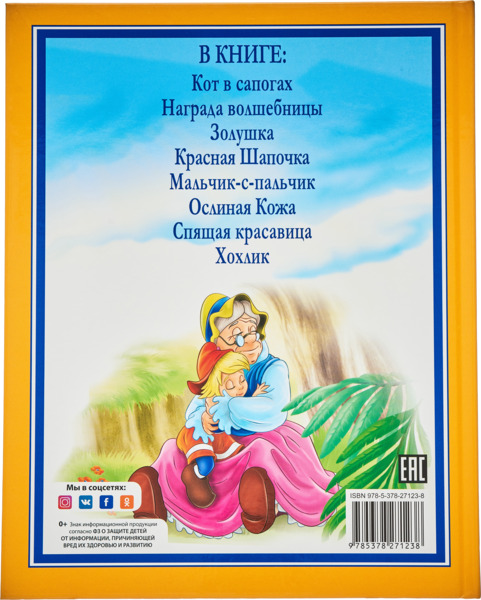 В КНИГЕ:
Кот в сапогах
Награда волшебницы
Золушка
Красная Шапочка
Мальчик-с-пальчик
Ослиная Кожа
Спящая красавица
Хохлик
Мы в соцсетях:
0+ Знак информационной продукции
согласно ФЗ О ЗАЩИТЕ ДЕТЕЙ
ОТ ИНФОРМАЦИИ, ПРИЧИНЯЮЩЕЙ
ВРЕД ИХ ЗДОРОВЬЮ И РАЗВИТИЮ
EAC
ISBN 978-5-378-27123-8
9 785378 271238